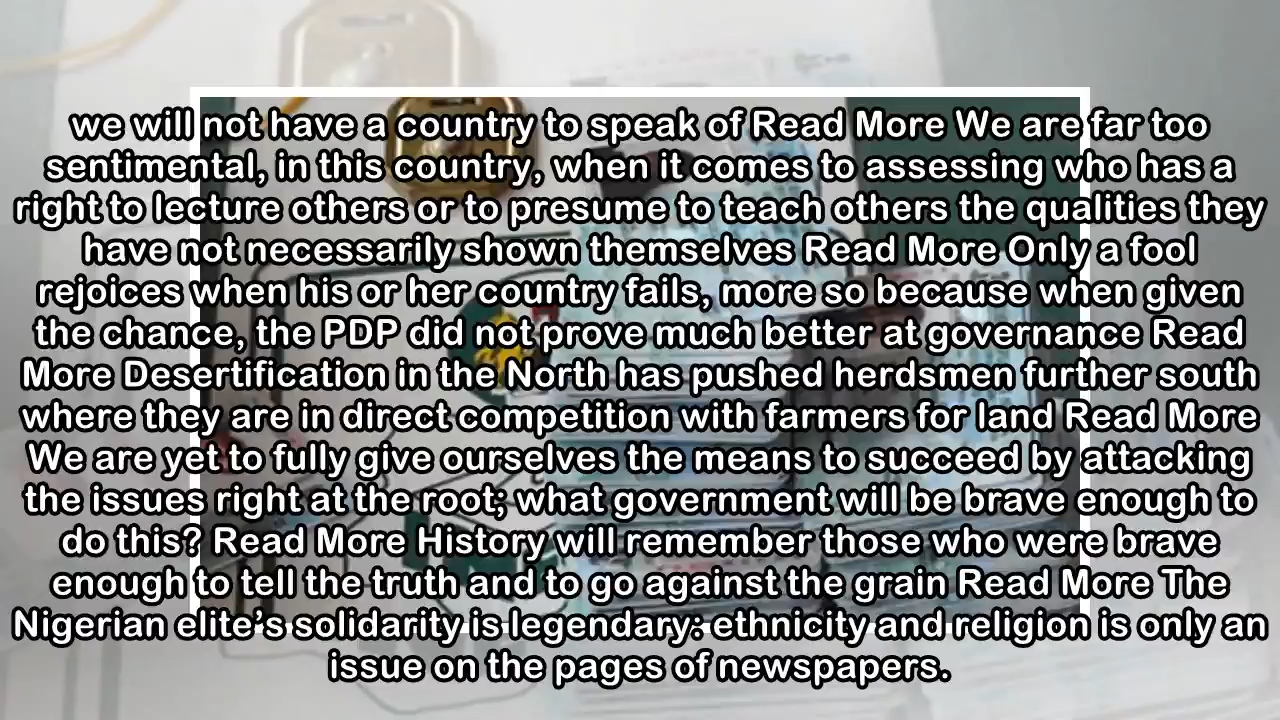 we will not have a country to speak of Read More We are far too
sentimental, in this country, when it comes to assessing who has a
right to lecture others or to presume to teach others the qualities they
have not necessarily shown themselves Read More Only a fool
rejoices when his or her country fails, more so because when given
the chance, the PDP did not prove much better at governance Read
More Desertification in the North has pushed herdsmen further south
where they are in direct competition with farmers for land Read More
We are yet to fully give ourselves the means to succeed by attacking
the issues right at the root; what government will be brave enough to
do this? Read More History will remember those who were brave
enough to tell the truth and to go against the grain Read More The
Nigerian elite’s solidarity is legendary: ethnicity and religion is only an
issue on the pages of newspapers.